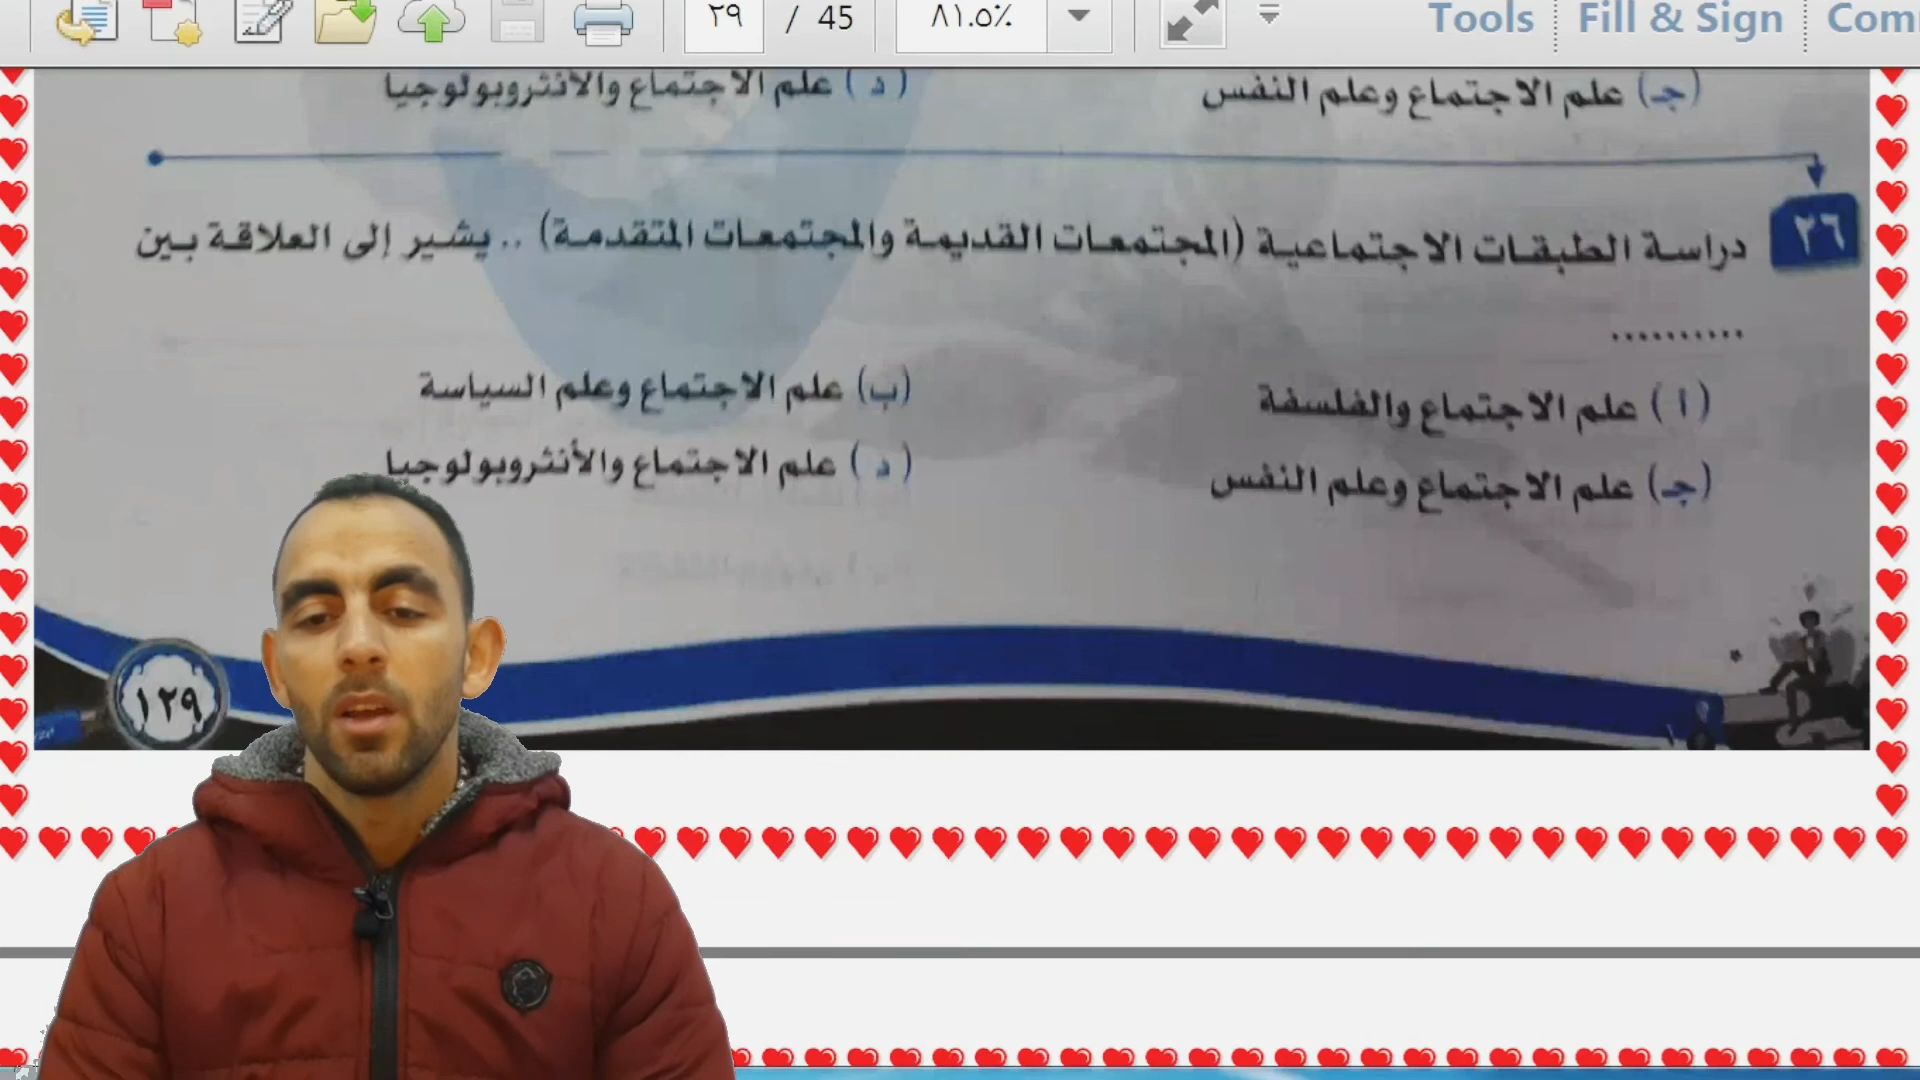 ٢٩ / 45 ٨١.٥٪ Tools Fill & Sign Com
(جـ) علم الاجتماع وعلم النفس (د) علم الاجتماع والأنثروبولوجيا
٢٦ دراسة الطبقات الاجتماعية (المجتمعات القديمة والمجتمعات المتقدمة) .. يشير إلى العلاقة بين
..........
(أ) علم الاجتماع والفلسفة (ب) علم الاجتماع وعلم السياسة
(جـ) علم الاجتماع وعلم النفس (د) علم الاجتماع والأنثروبولوجيا
١٢٩